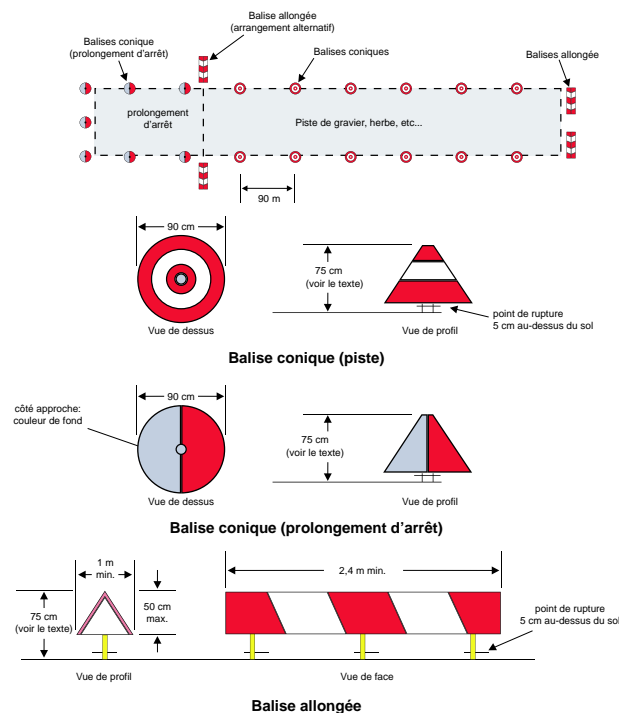 Balise allongée
(arrangement alternatif)
Balises conique
(prolongement d'arrêt)
Balises coniques
Balises allongée
prolongement
d'arrêt
Piste de gravier, herbe, etc...
90 m
90 cm
75 cm
(voir le texte)
point de rupture
5 cm au-dessus du sol
Vue de dessus
Vue de profil
Balise conique (piste)
90 cm
côté approche:
couleur de fond
75 cm
(voir le texte)
Vue de dessus
Vue de profil
Balise conique (prolongement d'arrêt)
1 m
min.
2,4 m min.
75 cm
(voir le texte)
50 cm
max.
point de rupture
5 cm au-dessus du sol
Vue de profil
Vue de face
Balise allongée